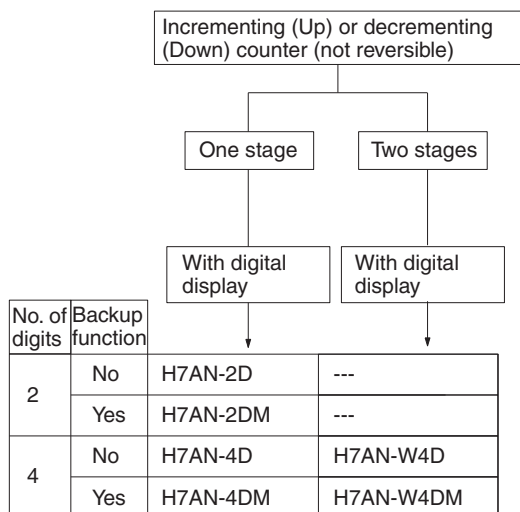 Incrementing (Up) or decrementing
(Down) counter (not reversible)
One stage
Two stages
With digital
display
With digital
display
No. of
digits
Backup
function
2
No
H7AN-2D
---
Yes
H7AN-2DM
---
4
No
H7AN-4D
H7AN-W4D
Yes
H7AN-4DM
H7AN-W4DM